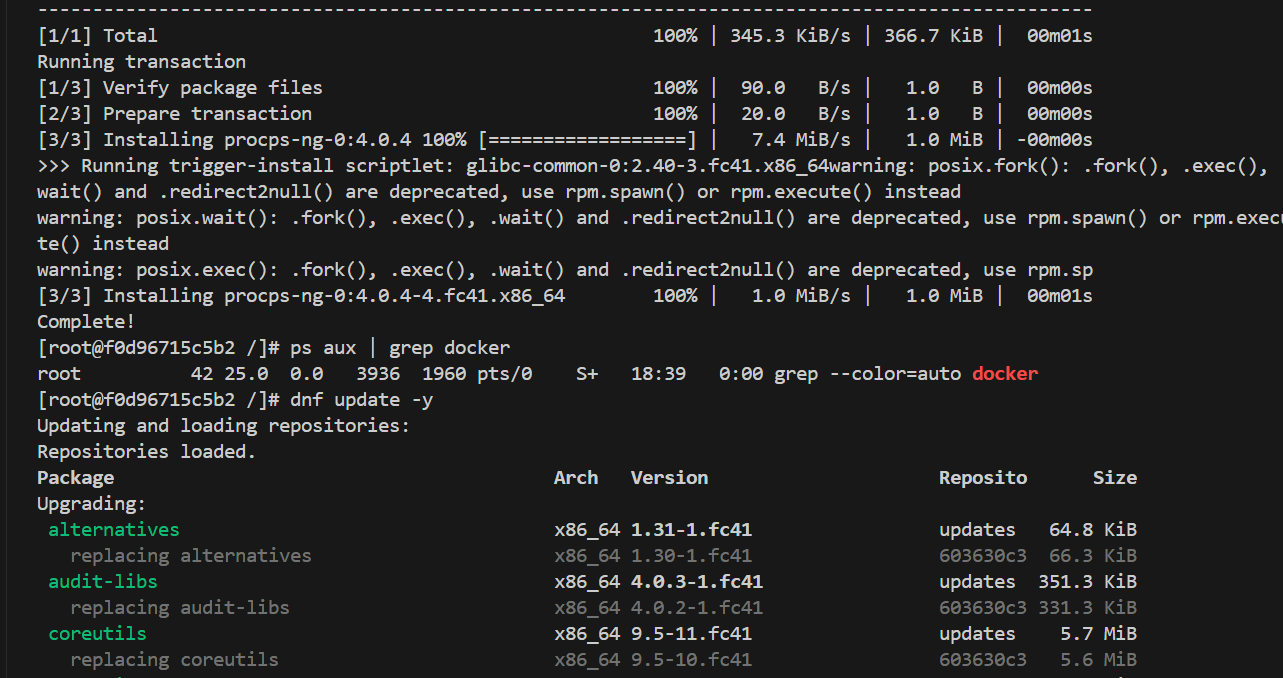 ------------------------------------------------------------------------------------------------
[1/1] Total                                             100% | 345.3 KiB/s | 366.7 KiB |  00m01s
Running transaction
[1/3] Verify package files                              100% |  90.0   B/s |   1.0   B |  00m00s
[2/3] Prepare transaction                               100% |  20.0   B/s |   1.0   B |  00m00s
[3/3] Installing procps-ng-0:4.0.4 100% [==================] |   7.4 MiB/s |   1.0 MiB | -00m00s
>>> Running trigger-install scriptlet: glibc-common-0:2.40-3.fc41.x86_64warning: posix.fork(): .fork(), .exec(),
wait() and .redirect2null() are deprecated, use rpm.spawn() or rpm.execute() instead
warning: posix.wait(): .fork(), .exec(), .wait() and .redirect2null() are deprecated, use rpm.spawn() or rpm.execu
te() instead
warning: posix.exec(): .fork(), .exec(), .wait() and .redirect2null() are deprecated, use rpm.sp
[3/3] Installing procps-ng-0:4.0.4-4.fc41.x86_64        100% |   1.0 MiB/s |   1.0 MiB |  00m01s
Complete!
[root@f0d96715c5b2 /]# ps aux | grep docker
root          42 25.0  0.0   3936  1960 pts/0    S+   18:39   0:00 grep --color=auto docker
[root@f0d96715c5b2 /]# dnf update -y
Updating and loading repositories:
Repositories loaded.
Package                                        Arch   Version                     Reposito      Size
Upgrading:
 alternatives                                  x86_64 1.31-1.fc41                 updates   64.8 KiB
   replacing alternatives                      x86_64 1.30-1.fc41                 603630c3  66.3 KiB
 audit-libs                                    x86_64 4.0.3-1.fc41                updates  351.3 KiB
   replacing audit-libs                        x86_64 4.0.2-1.fc41                603630c3 331.3 KiB
 coreutils                                     x86_64 9.5-11.fc41                 updates    5.7 MiB
   replacing coreutils                         x86_64 9.5-10.fc41                 603630c3   5.6 MiB